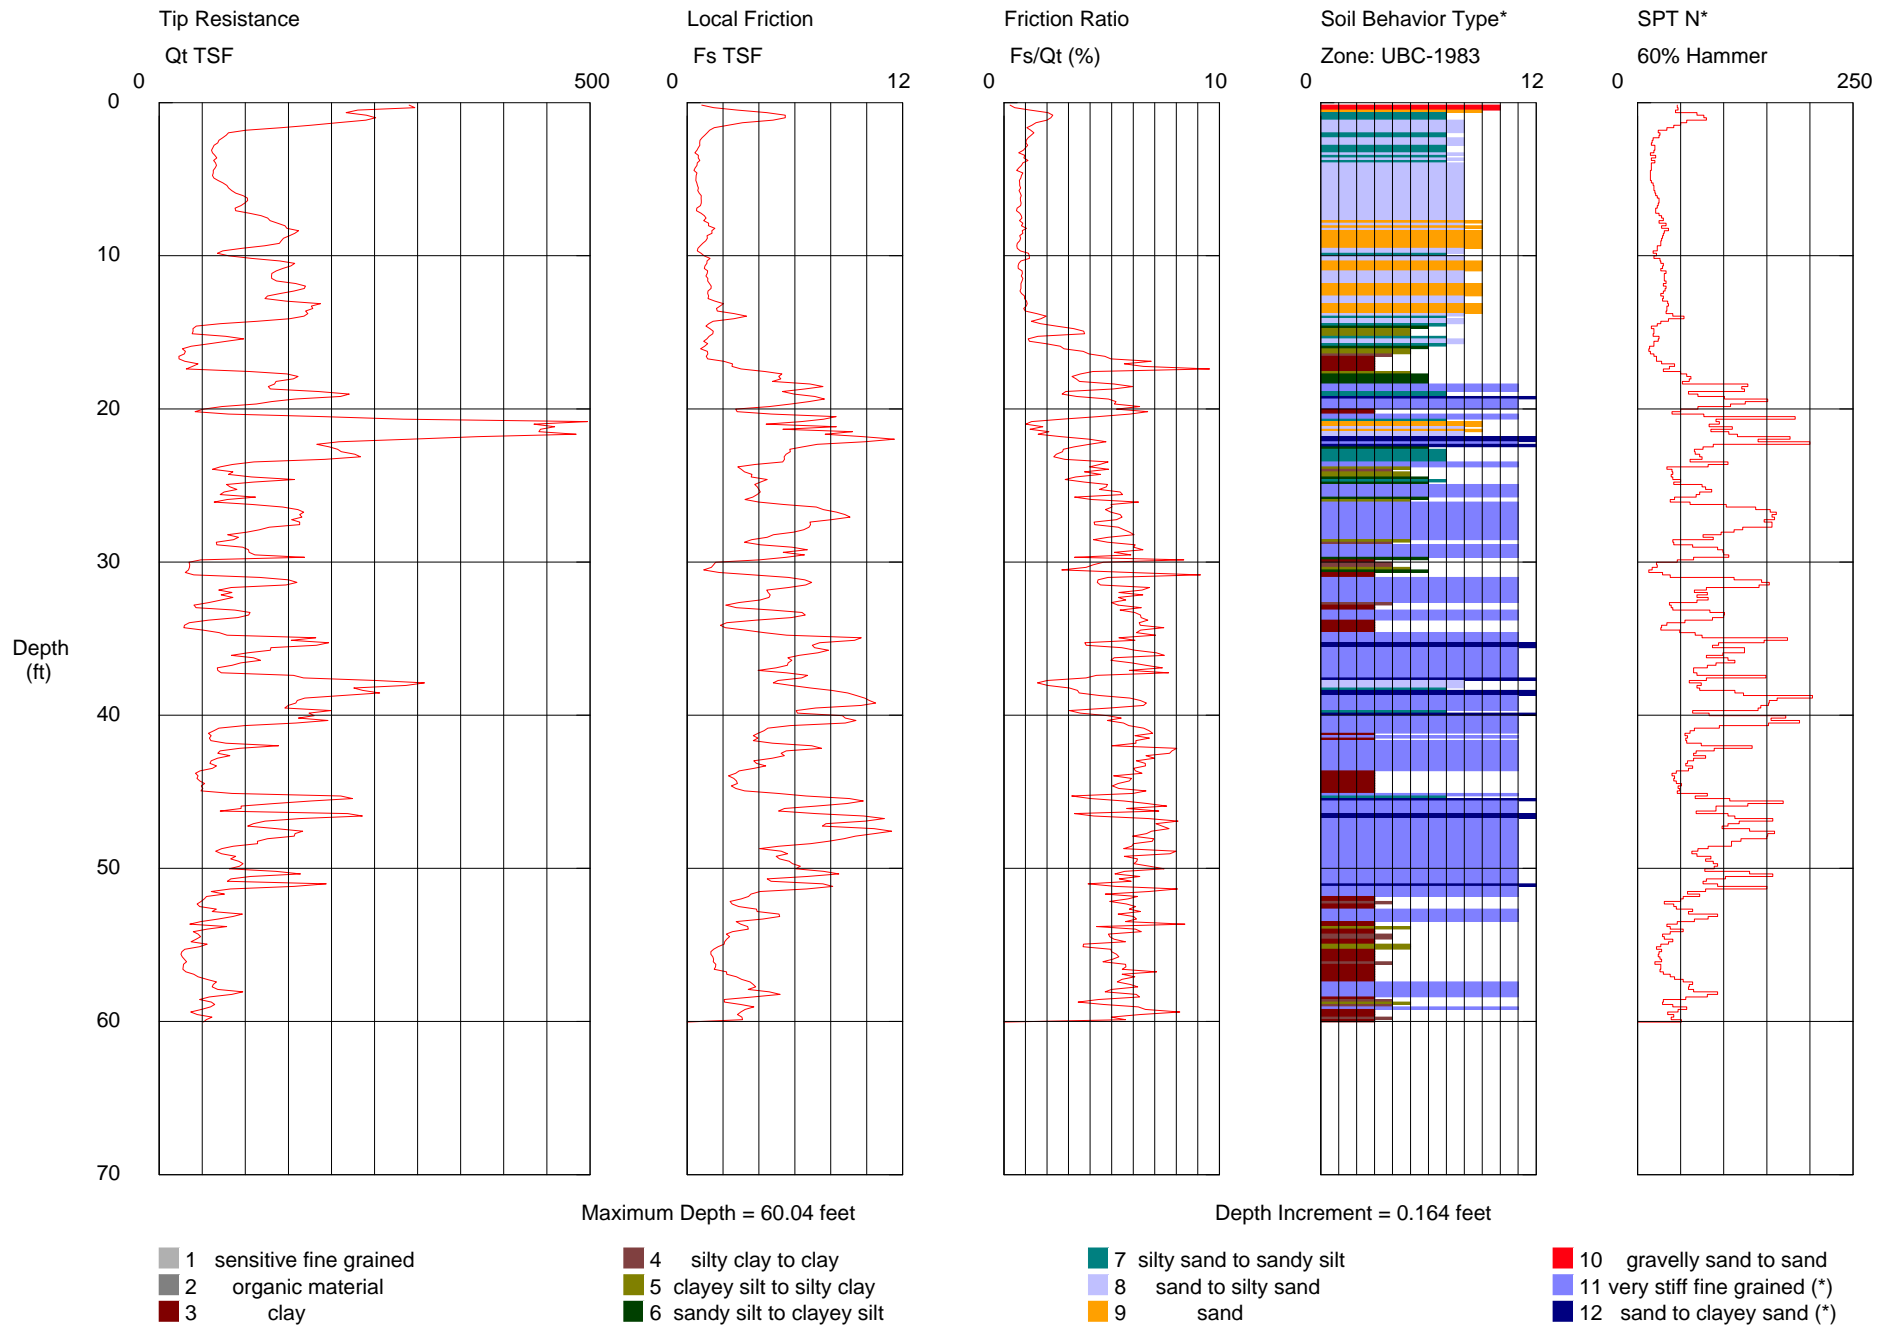 Tip Resistance Local Friction Friction Ratio Soil Behavior Type* SPT N*
Qt TSF Fs TSF Fs/Qt (%) Zone: UBC-1983 60% Hammer
0 500 0 12 0 10 0 12 0 250
0
10
20
30
Depth
(ft)
40
50
60
70
Maximum Depth = 60.04 feet Depth Increment = 0.164 feet
1 sensitive fine grained 4 silty clay to clay 7 silty sand to sandy silt 10 gravelly sand to sand
2 organic material 5 clayey silt to silty clay 8 sand to silty sand 11 very stiff fine grained (*)
3 clay 6 sandy silt to clayey silt 9 sand 12 sand to clayey sand (*)